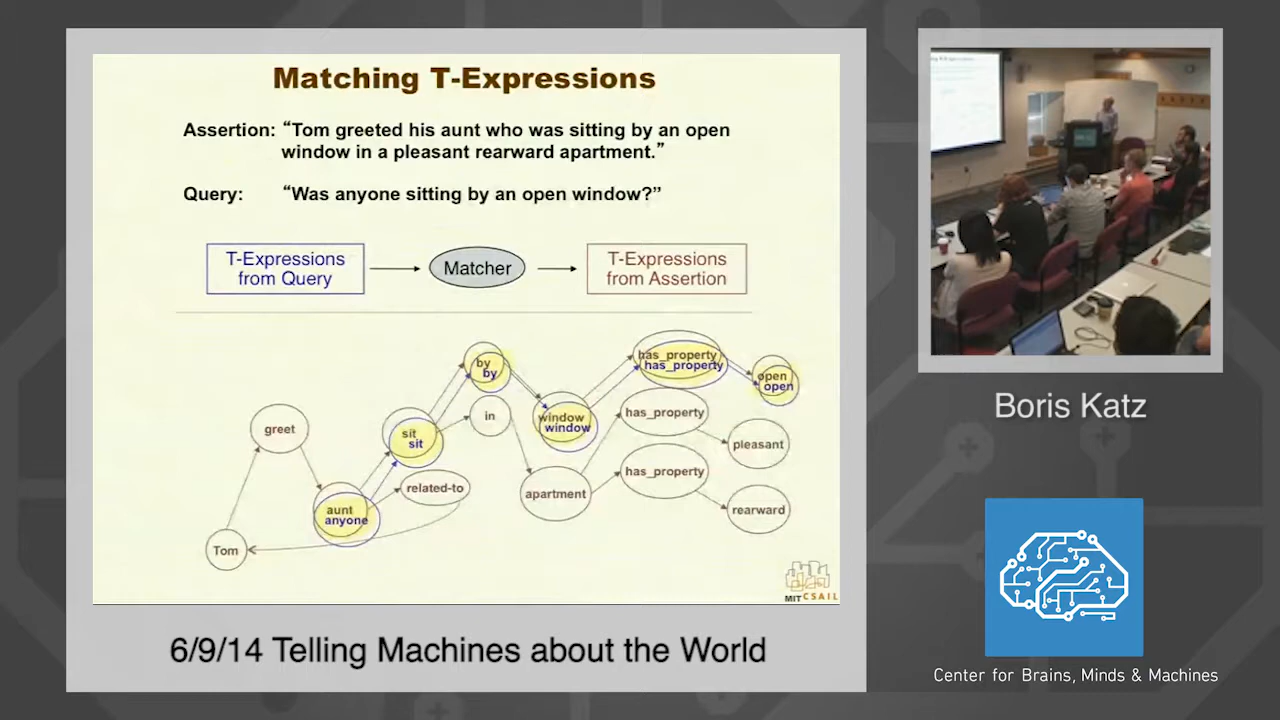 Matching T-Expressions
Assertion: “Tom greeted his aunt who was sitting by an open
window in a pleasant rearward apartment.”
Query: “Was anyone sitting by an open window?”
T-Expressions
from Query
Matcher
T-Expressions
from Assertion
by
by
has_property
has_property
open
open
greet
sit
sit
in
window
window
has_property
pleasant
aunt
anyone
related-to
apartment
has_property
rearward
Tom
MIT CSAIL
6/9/14 Telling Machines about the World
Boris Katz
Center for Brains, Minds & Machines